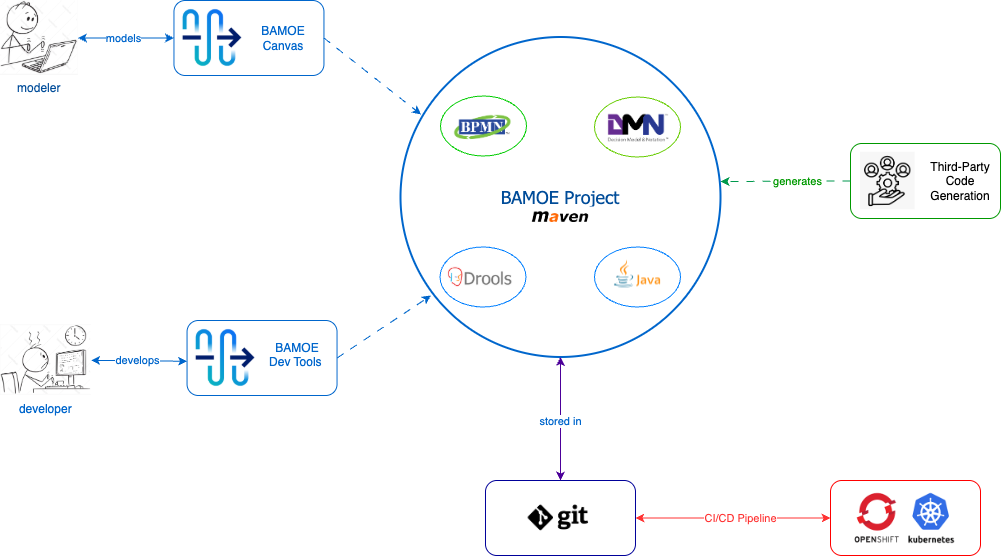 models
BAMOE
Canvas
modeler
BPMN
DMN
Decision Model & Notation
generates
Third-Party
Code
Generation
BAMOE Project
maven
Drools
Java
develops
BAMOE
Dev Tools
developer
stored in
git
CI/CD Pipeline
OPENSHIFT
kubernetes